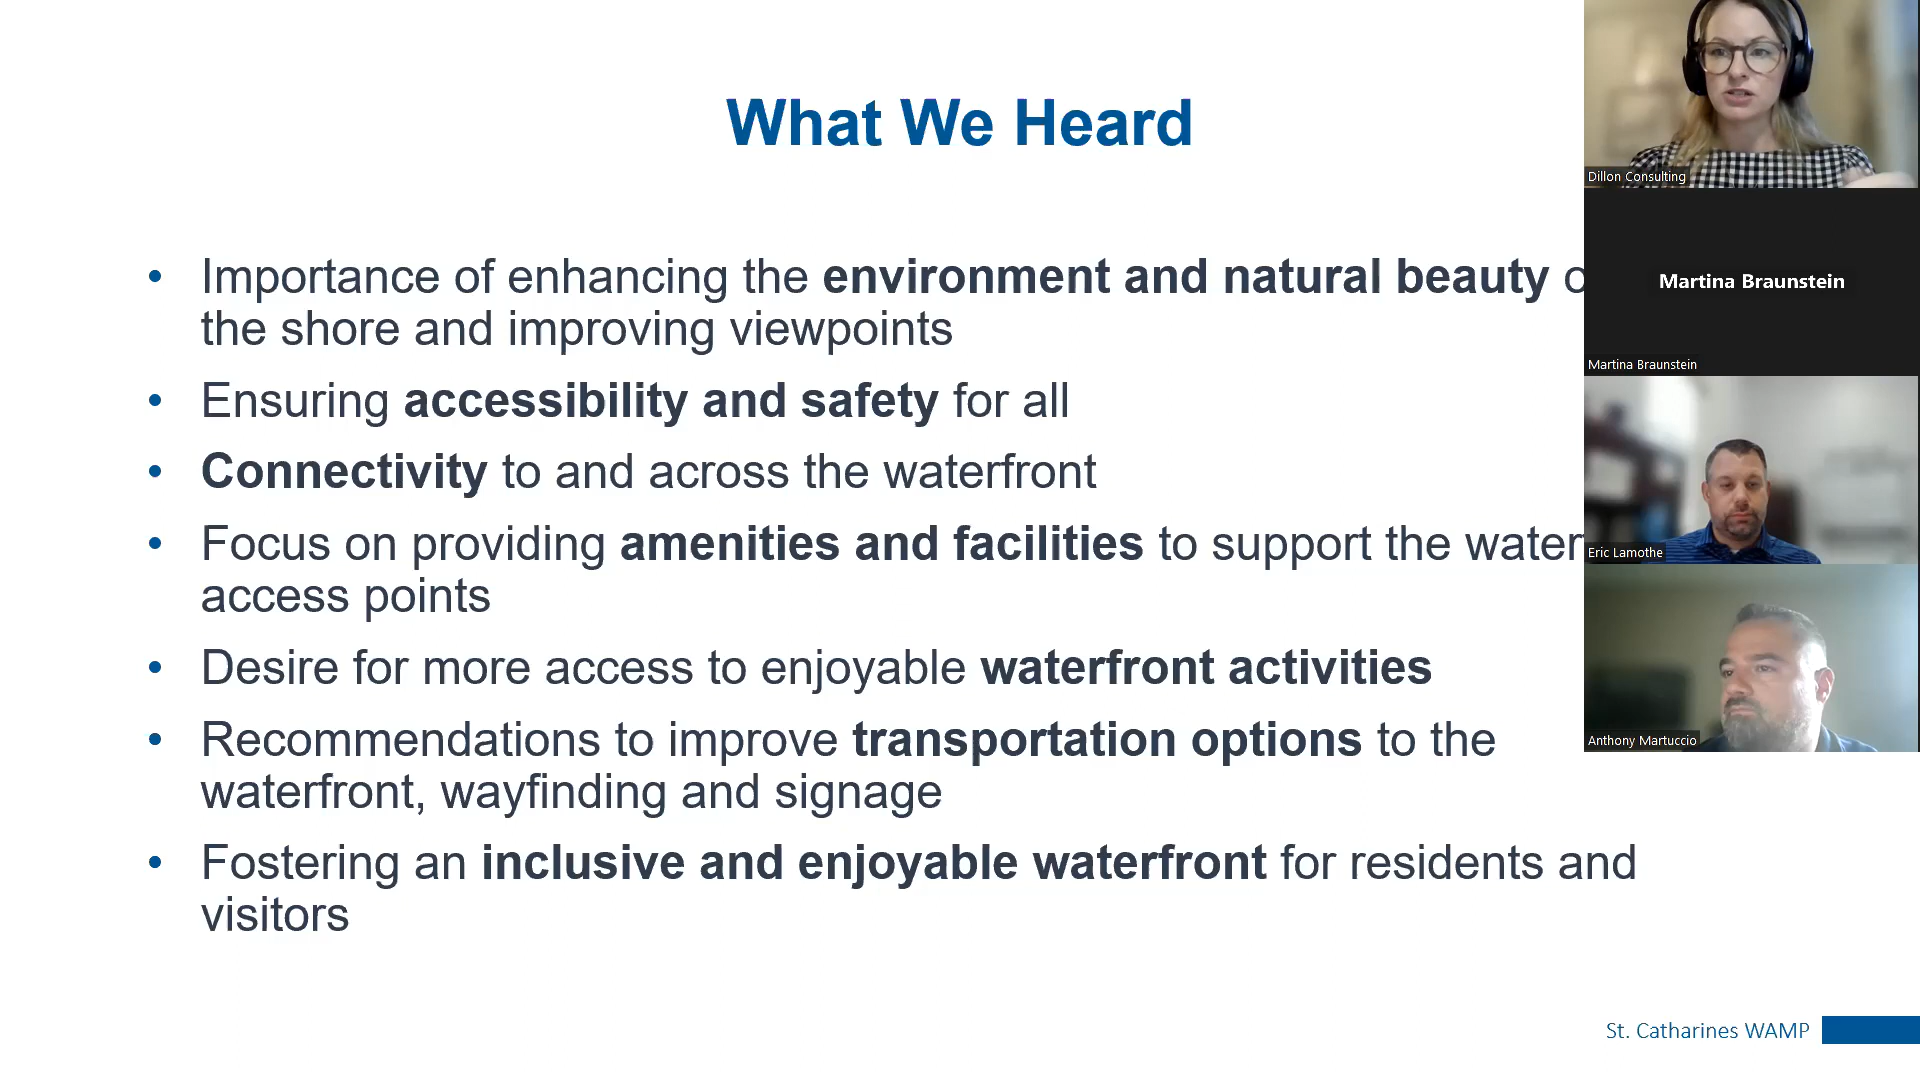 What We Heard
• Importance of enhancing the environment and natural beauty
the shore and improving viewpoints
• Ensuring accessibility and safety for all
• Connectivity to and across the waterfront
• Focus on providing amenities and facilities to support the water
access points
• Desire for more access to enjoyable waterfront activities
• Recommendations to improve transportation options to the
waterfront, wayfinding and signage
• Fostering an inclusive and enjoyable waterfront for residents and
visitors
Dillon Consulting
Martina Braunstein
Martina Braunstein
Eric Lamothe
Anthony Martuccio
St. Catharines WAMP